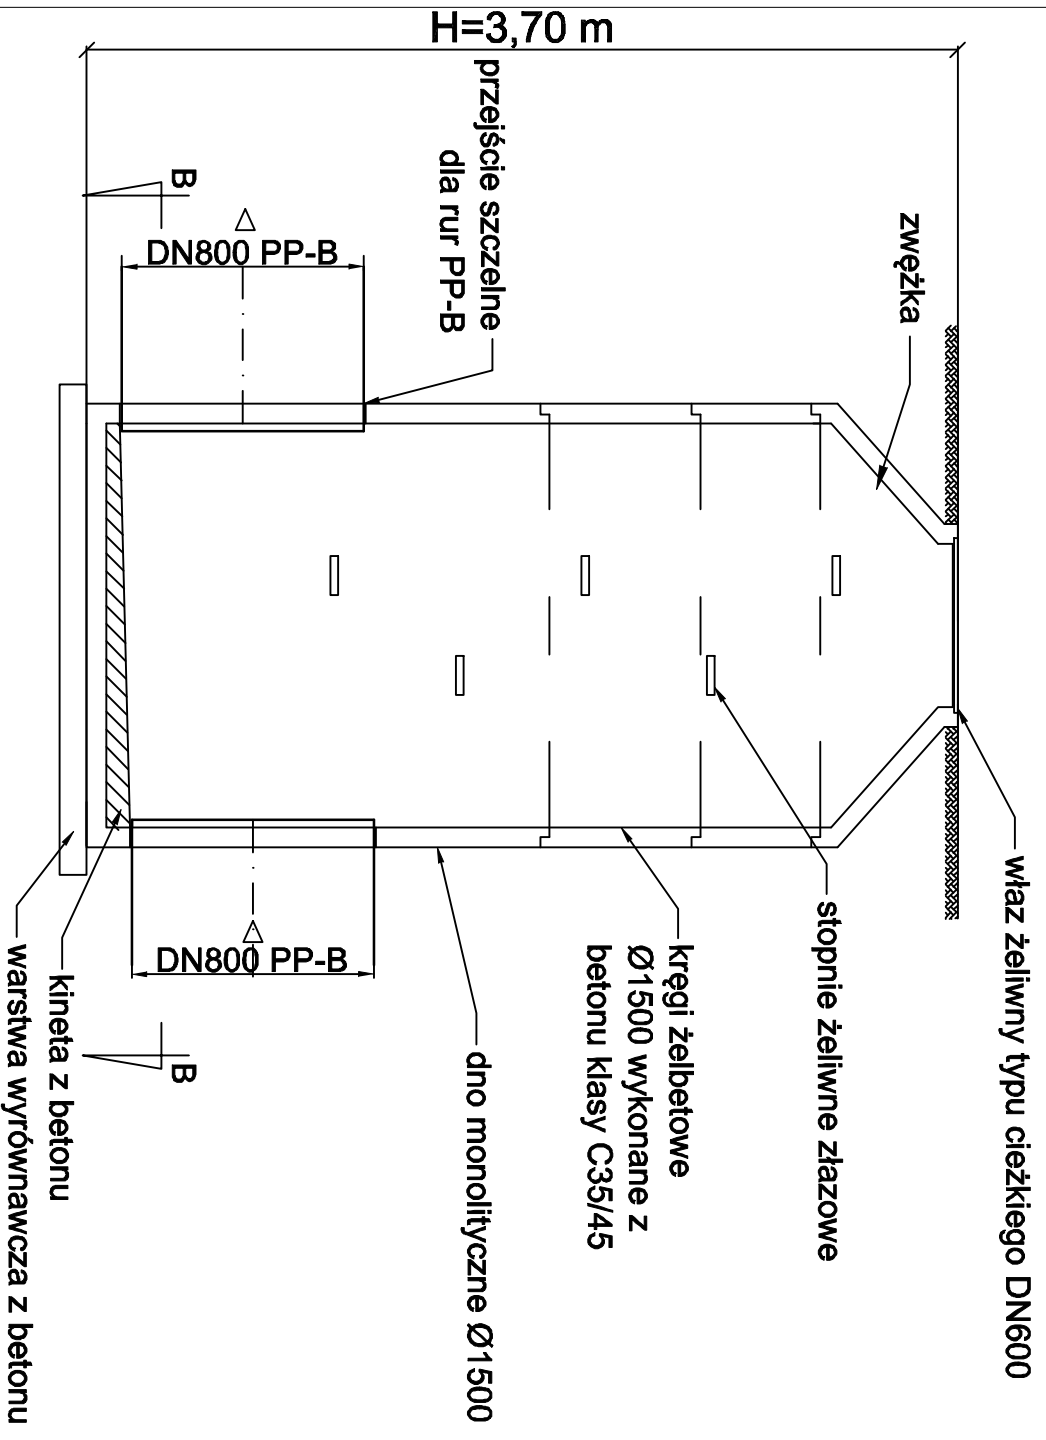 H=3,70 m
właz żeliwny typu cieżkiego DN600
zwężka
stopnie żeliwne złazowe
kręgi żelbetowe
Ø1500 wykonane z
betonu klasy C35/45
przejście szczelne
dla rur PP-B
dno monolityczne Ø1500
DN800 PP-B
DN800 PP-B
B
B
kineta z betonu
warstwa wyrównawcza z betonu